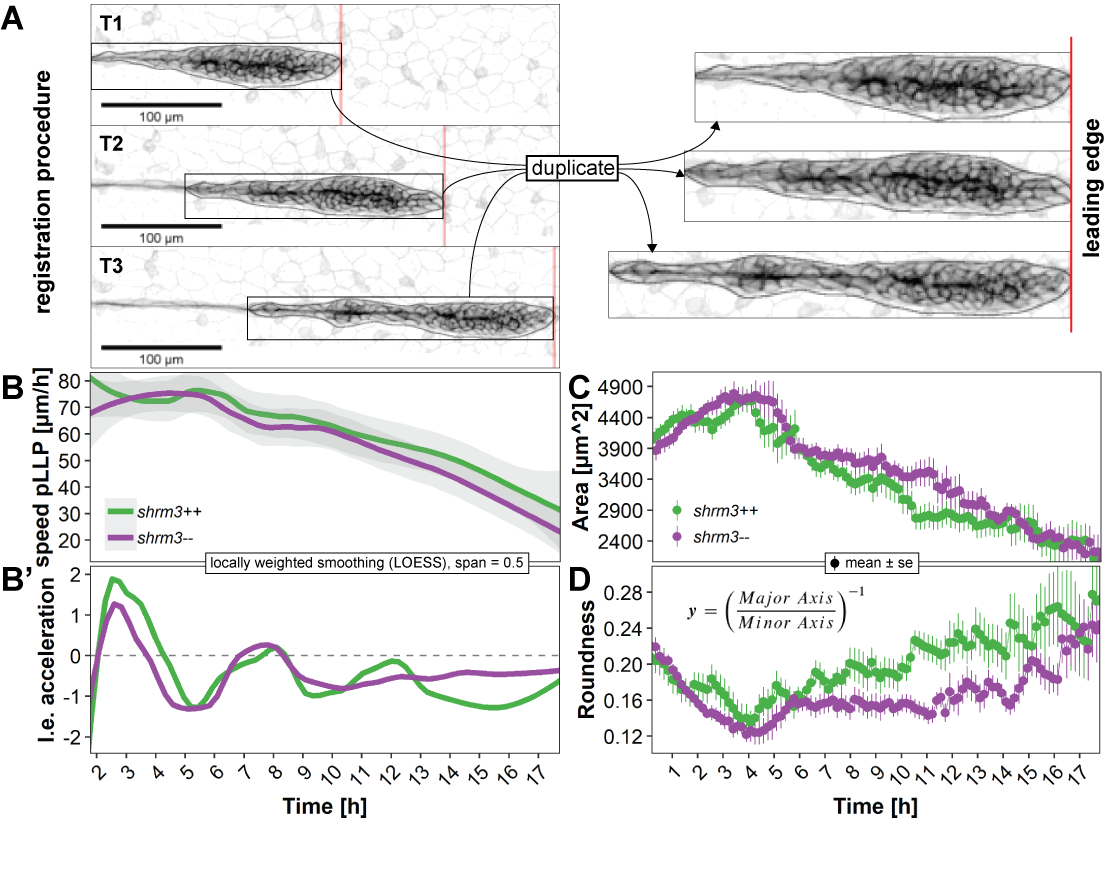 A
registration procedure
T1
100 µm
T2
100 µm
T3
100 µm
duplicate
leading edge
B
speed pLLP [µm/h]
80
70
60
50
40
30
20
shrm3++
shrm3--
locally weighted smoothing (LOESS), span = 0.5
B'
l.e. acceleration
2
1
0
-1
-2
2 3 4 5 6 7 8 9 10 11 12 13 14 15 16 17
Time [h]
C
Area [µm^2]
4900
4400
3900
3400
2900
2400
shrm3++
shrm3--
mean ± se
D
Roundness
0.28
0.24
0.20
0.16
0.12
y = (Major Axis / Minor Axis)^−1
1 2 3 4 5 6 7 8 9 10 11 12 13 14 15 16 17
Time [h]